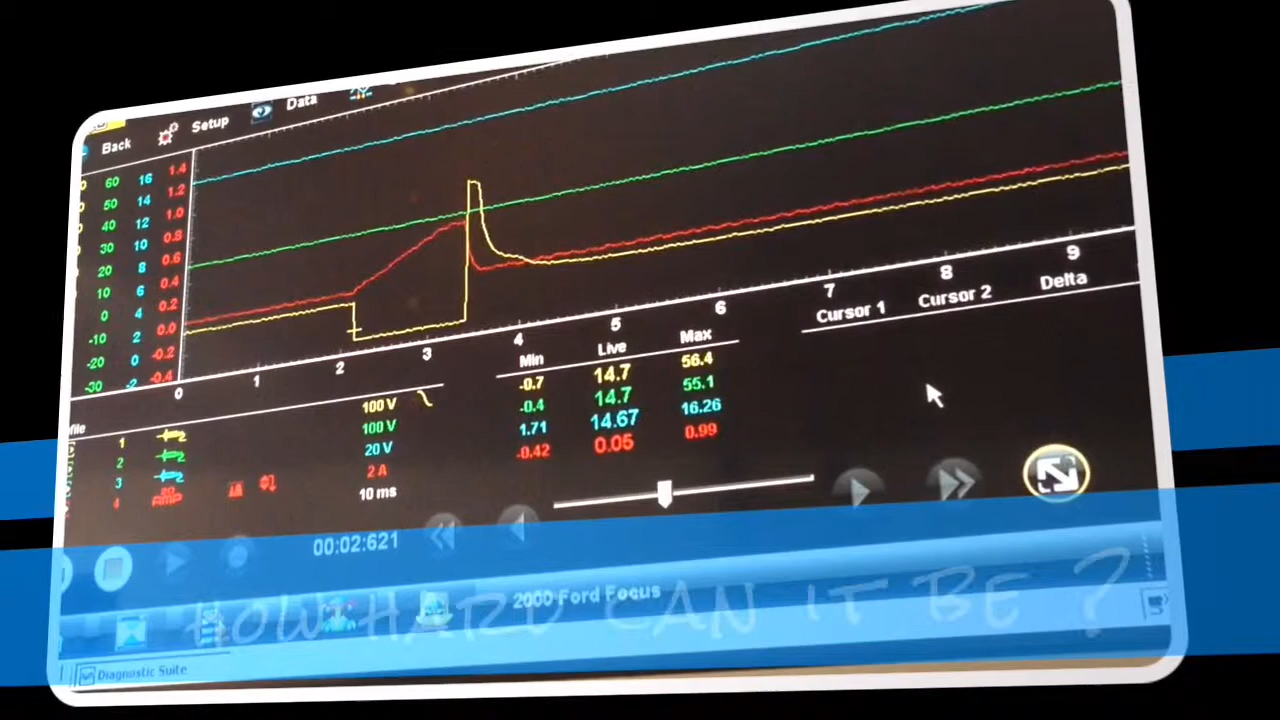 Back Setup Data
60 16 1.4
50 14 1.2
40 12 1.0
30 10 0.8
20 8 0.6
10 6 0.4
0 4 0.2
-10 2 0.0
-20 0 -0.2
-30 -2 -0.4
0 1 2 3 4 5 6 7 8 9
Min Live Max Cursor 1 Cursor 2 Delta
1 100 V -0.7 14.7 56.4
2 100 V -0.4 14.7 55.1
3 20 V 1.71 14.67 16.26
4 20 AMP 2 A -0.42 0.05 0.99
10 ms
00:02:621
2000 Ford Focus
HOW HARD CAN IT BE ?
Diagnostic Suite